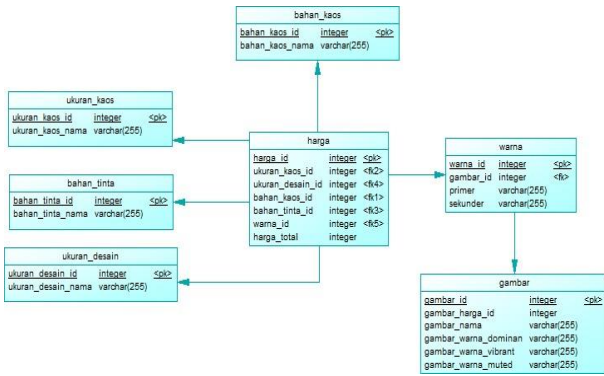 bahan_kaos
bahan_kaos_id integer <pk>
bahan_kaos_nama varchar(255)
ukuran_kaos
ukuran_kaos_id integer <pk>
ukuran_kaos_nama varchar(255)
bahan_tinta
bahan_tinta_id integer <pk>
bahan_tinta_nama varchar(255)
ukuran_desain
ukuran_desain_id integer <pk>
ukuran_desain_nama varchar(255)
harga
harga_id integer <pk>
ukuran_kaos_id integer <fk2>
ukuran_desain_id integer <fk4>
bahan_kaos_id integer <fk1>
bahan_tinta_id integer <fk3>
warna_id integer <fk5>
harga_total integer
warna
warna_id integer <pk>
gambar_id integer <fk>
primer varchar(255)
sekunder varchar(255)
gambar
gambar_id integer <pk>
gambar_harga_id integer
gambar_nama varchar(255)
gambar_warna_dominan varchar(255)
gambar_warna_vibrant varchar(255)
gambar_warna_muted varchar(255)